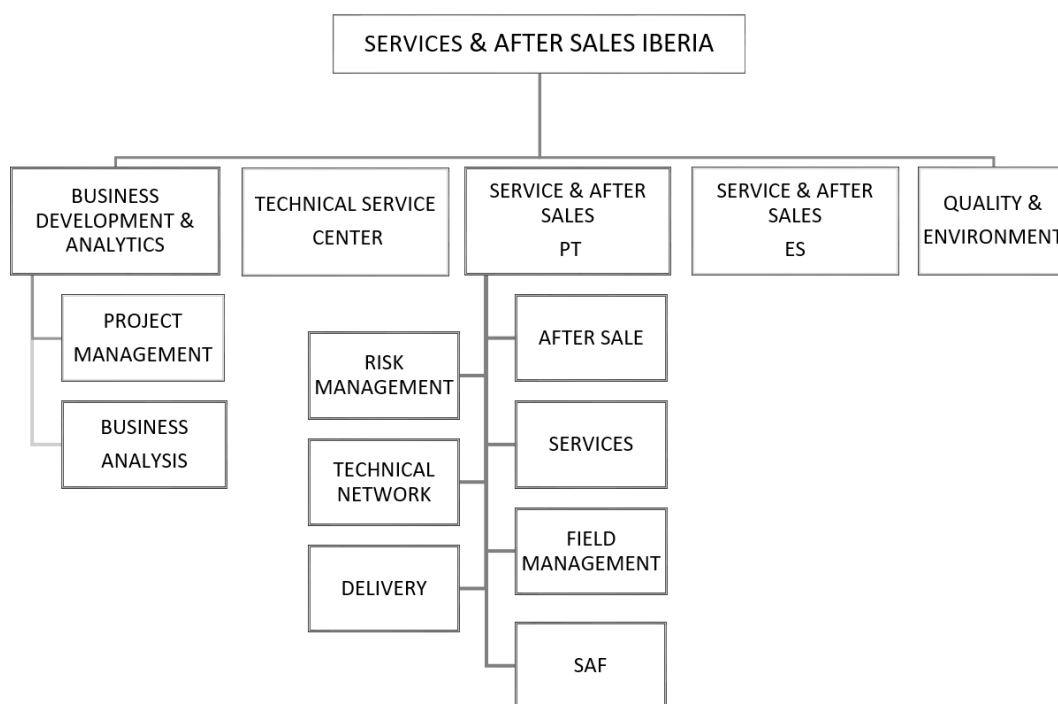 SERVICES & AFTER SALES IBERIA
BUSINESS
DEVELOPMENT &
ANALYTICS
TECHNICAL SERVICE
CENTER
SERVICE & AFTER
SALES
PT
SERVICE & AFTER
SALES
ES
QUALITY &
ENVIRONMENT
PROJECT
MANAGEMENT
BUSINESS
ANALYSIS
RISK
MANAGEMENT
TECHNICAL
NETWORK
DELIVERY
AFTER SALE
SERVICES
FIELD
MANAGEMENT
SAF